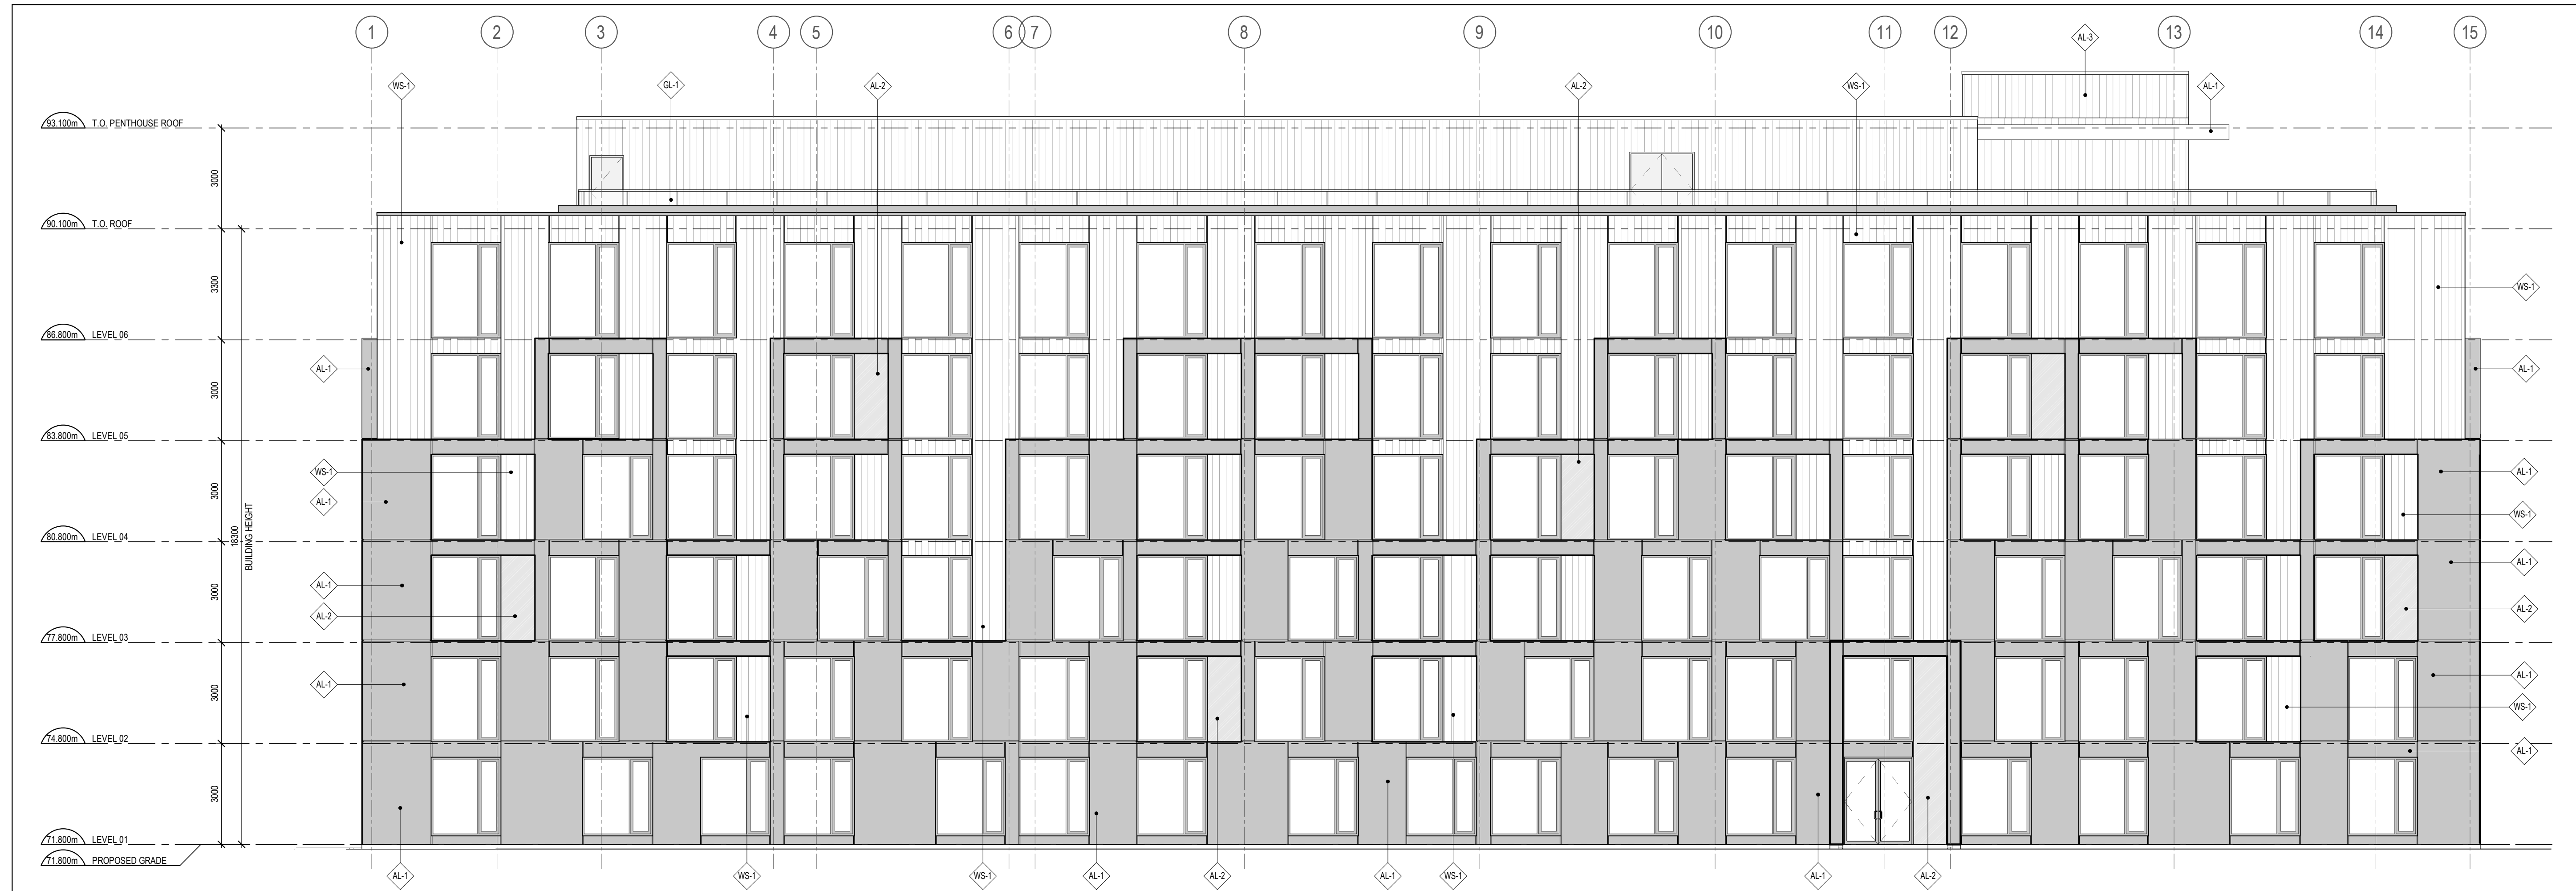 1 2 3 4 5 6 7 8 9 10 11 12 13 14 15
AL-3
WS-1 GL-1 AL-2 AL-2 WS-1 AL-1
93.100m T.O. PENTHOUSE ROOF
3000
90.100m T.O. ROOF
3300
WS-1
86.800m LEVEL 06
AL-1 AL-1
3000
83.800m LEVEL 05
WS-1 AL-1
AL-1
3000
WS-1
18300
BUILDING HEIGHT
80.800m LEVEL 04
AL-1
AL-1
3000
AL-2 AL-2
77.800m LEVEL 03
AL-1 AL-1
3000
WS-1
74.800m LEVEL 02
AL-1
3000
71.800m LEVEL 01
71.800m PROPOSED GRADE
AL-1 WS-1 WS-1 AL-1 AL-2 AL-1 WS-1 AL-1 AL-2